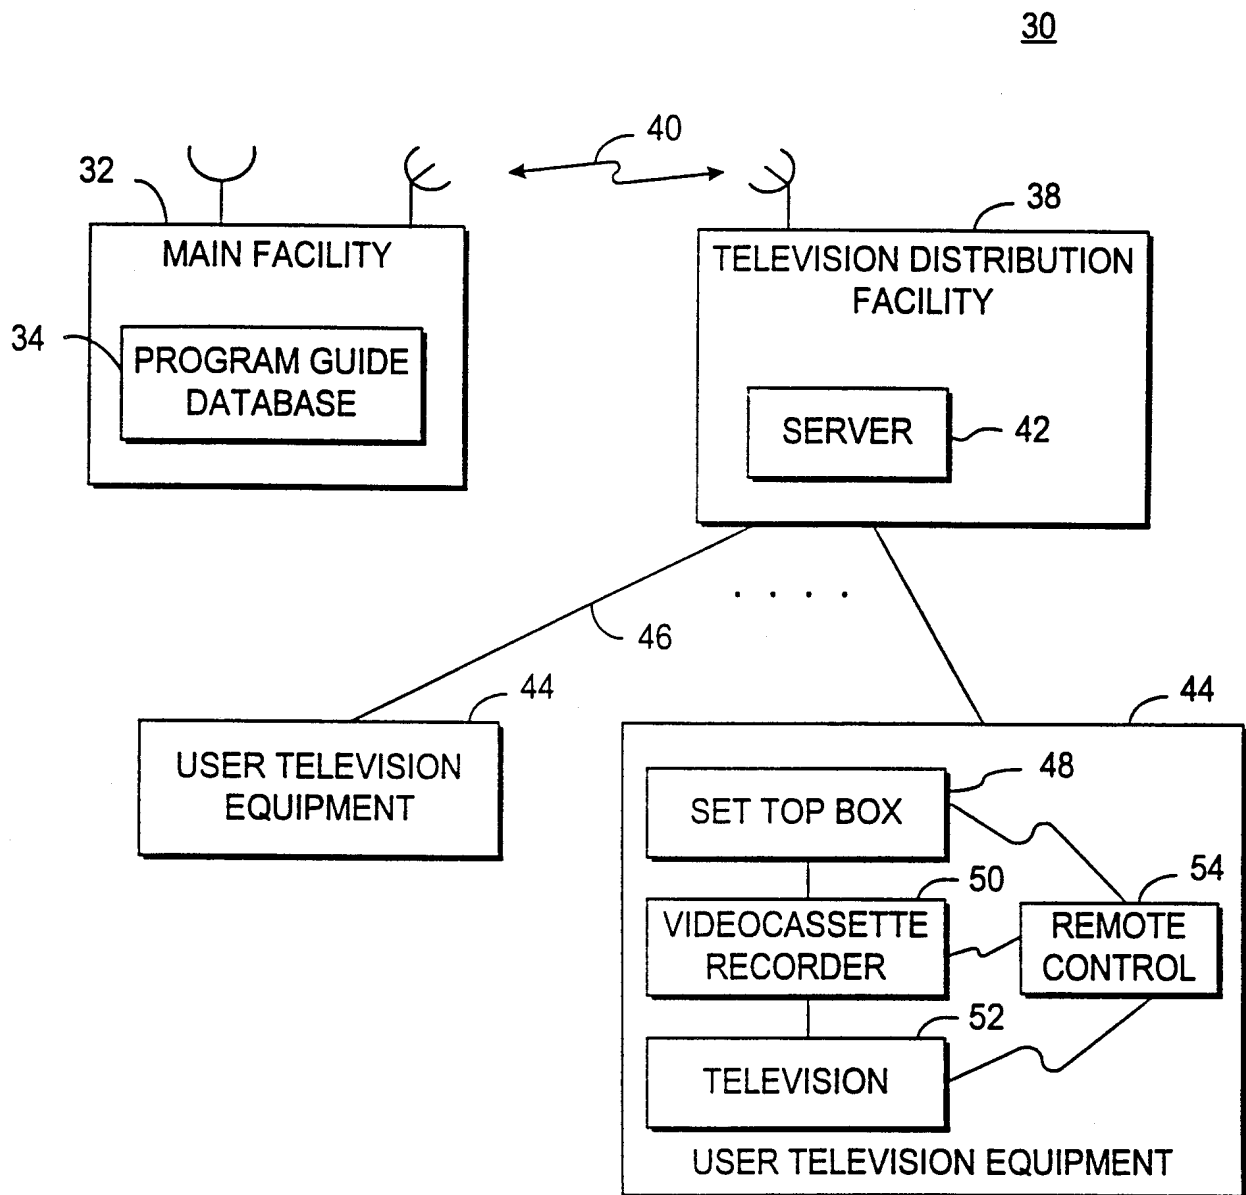 30
40
32
38
MAIN FACILITY
TELEVISION DISTRIBUTION
FACILITY
34
PROGRAM GUIDE
DATABASE
SERVER
42
. . . .
46
44
44
USER TELEVISION
EQUIPMENT
48
SET TOP BOX
50
54
VIDEOCASSETTE
RECORDER
REMOTE
CONTROL
52
TELEVISION
USER TELEVISION EQUIPMENT